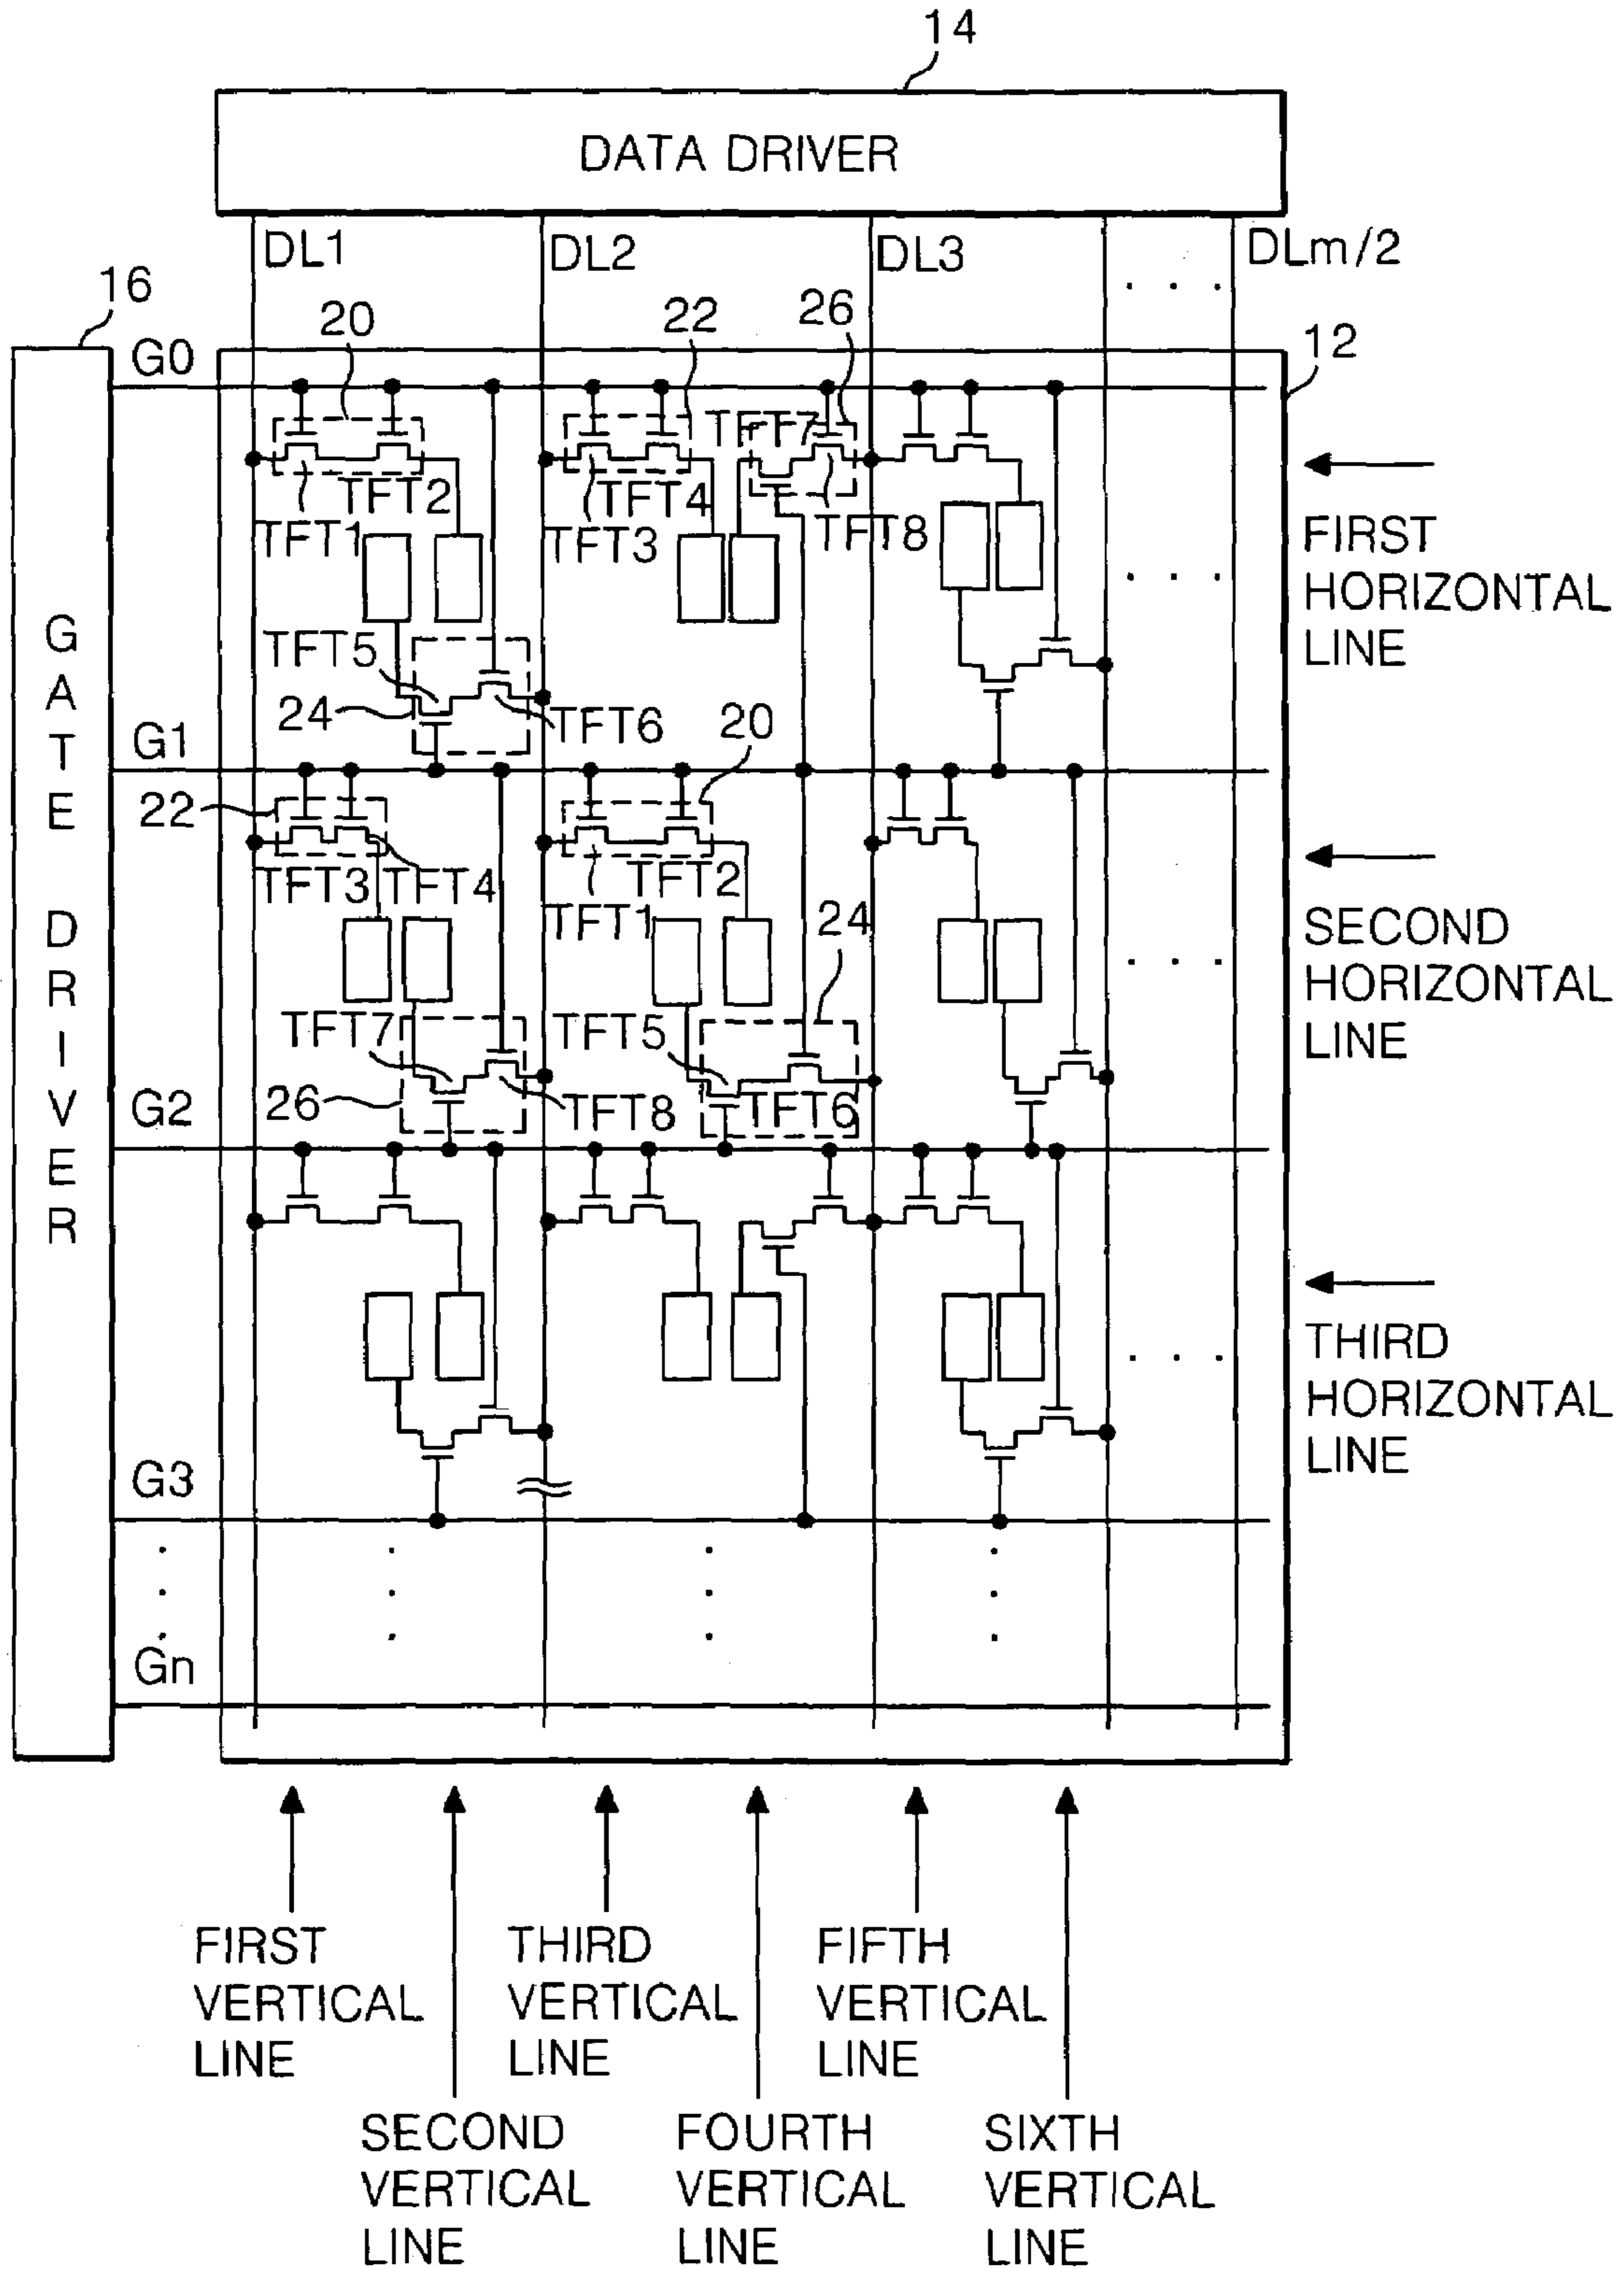 14
DATA DRIVER
DL1
DL2
DL3
DLm/2
. . .
16
20
22
26
12
G0
TFT7
TFT2
TFT4
TFT1
TFT3
TFT8
FIRST
HORIZONTAL
LINE
. . .
GATE DRIVER
TFT5
24
TFT6
20
G1
22
TFT3
TFT4
TFT2
TFT1
24
SECOND
HORIZONTAL
LINE
. . .
TFT7
TFT5
26
TFT8
TFT6
G2
THIRD
HORIZONTAL
LINE
. . .
G3
Gn
FIRST
VERTICAL
LINE
THIRD
VERTICAL
LINE
FIFTH
VERTICAL
LINE
SECOND
VERTICAL
LINE
FOURTH
VERTICAL
LINE
SIXTH
VERTICAL
LINE